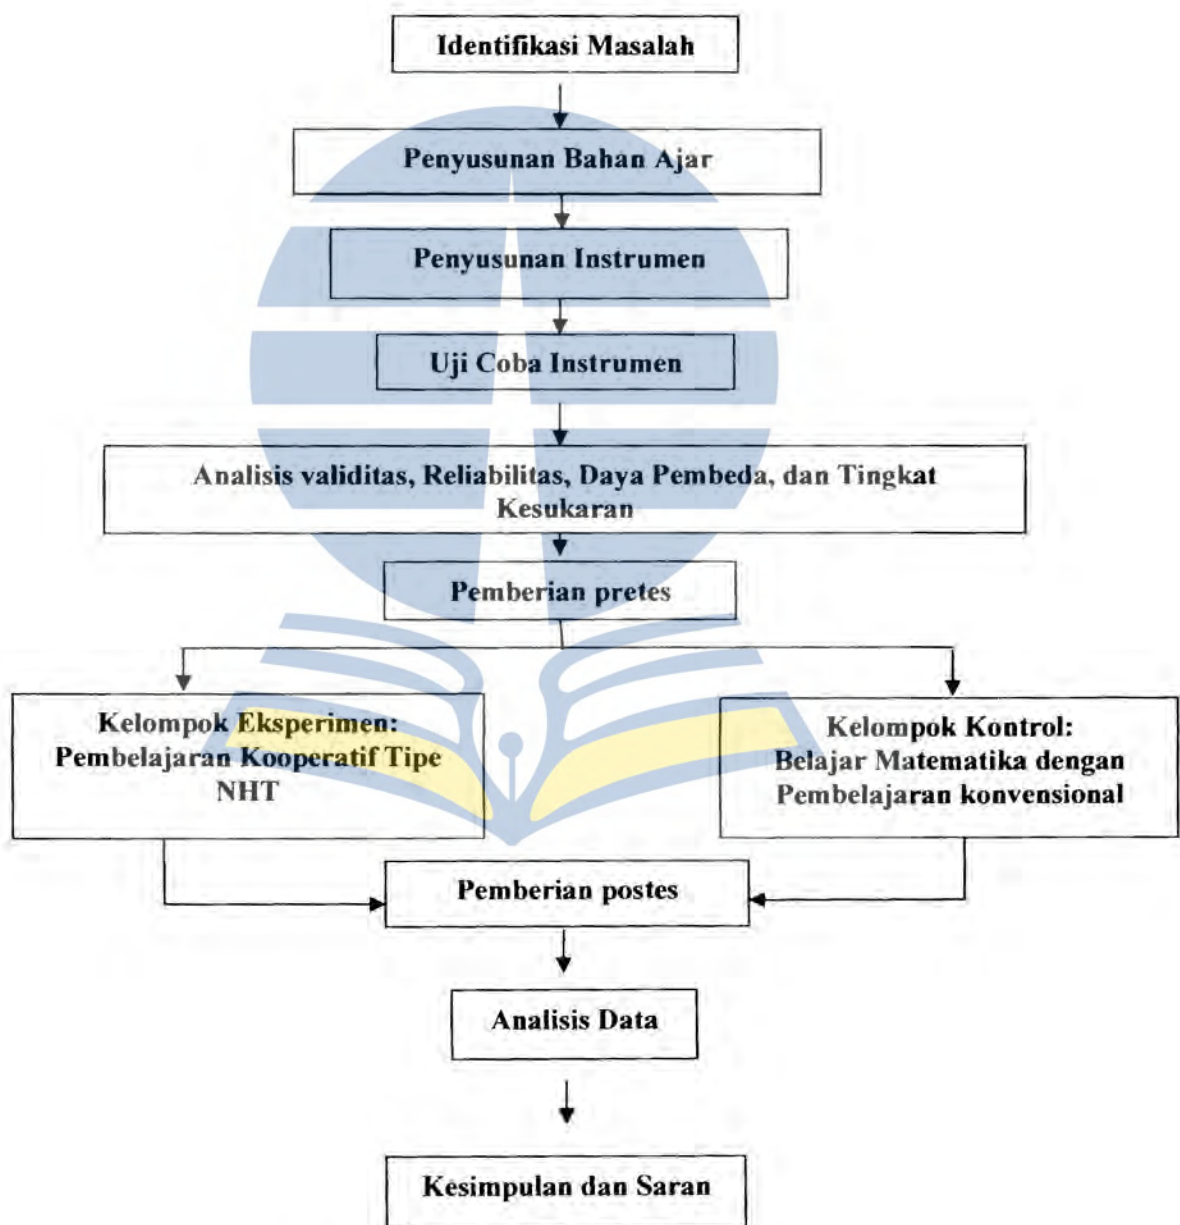 Identifikasi Masalah
Penyusunan Bahan Ajar
Penyusunan Instrumen
Uji Coba Instrumen
Analisis validitas, Reliabilitas, Daya Pembeda, dan Tingkat
Kesukaran
Pemberian pretes
Kelompok Eksperimen:
Pembelajaran Kooperatif Tipe
NHT
Kelompok Kontrol:
Belajar Matematika dengan
Pembelajaran konvensional
Pemberian postes
Analisis Data
Kesimpulan dan Saran